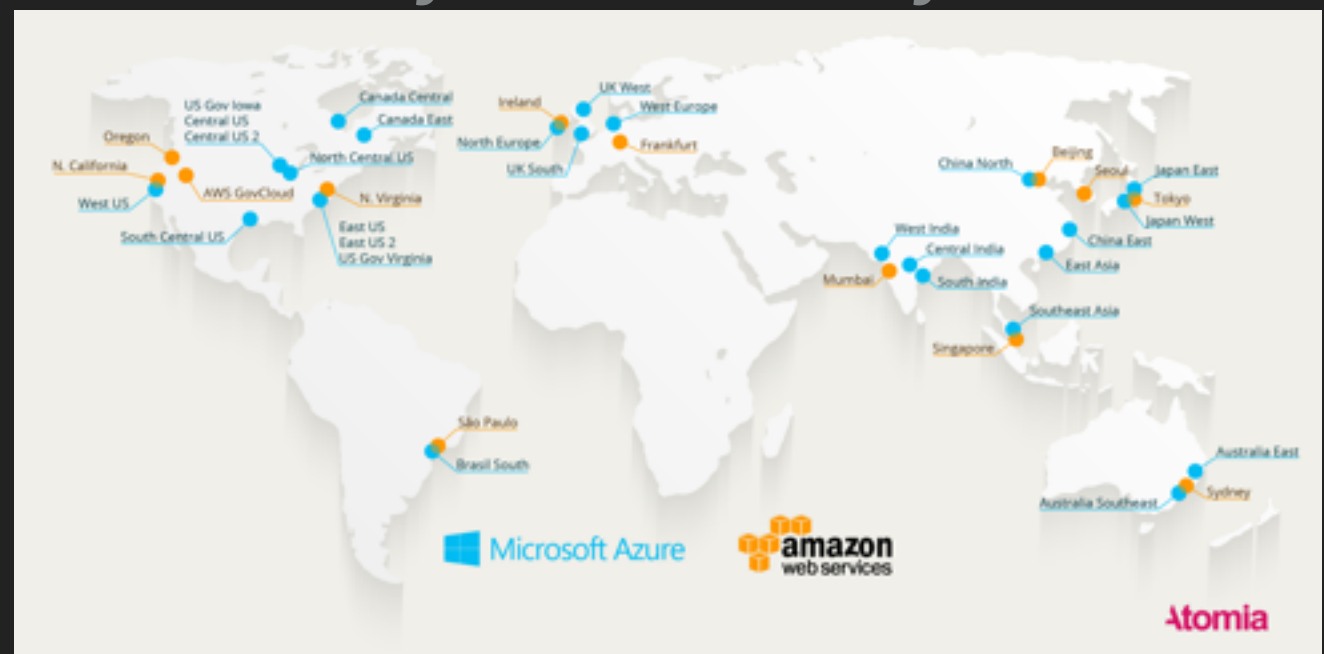 Canada Central
US Gov Iowa
Central US
Central US 2
Canada East
Oregon
North Central US
N. California
AWS GovCloud
N. Virginia
West US
South Central US
East US
East US 2
US Gov Virginia
UK West
Ireland
West Europe
North Europe
Frankfurt
UK South
Beijing
China North
Seoul
Japan East
Tokyo
Japan West
West India
China East
Central India
East Asia
Mumbai
South India
Southeast Asia
Singapore
São Paulo
Brasil South
Australia East
Sydney
Australia Southeast
Microsoft Azure
amazon
web services
Atomia